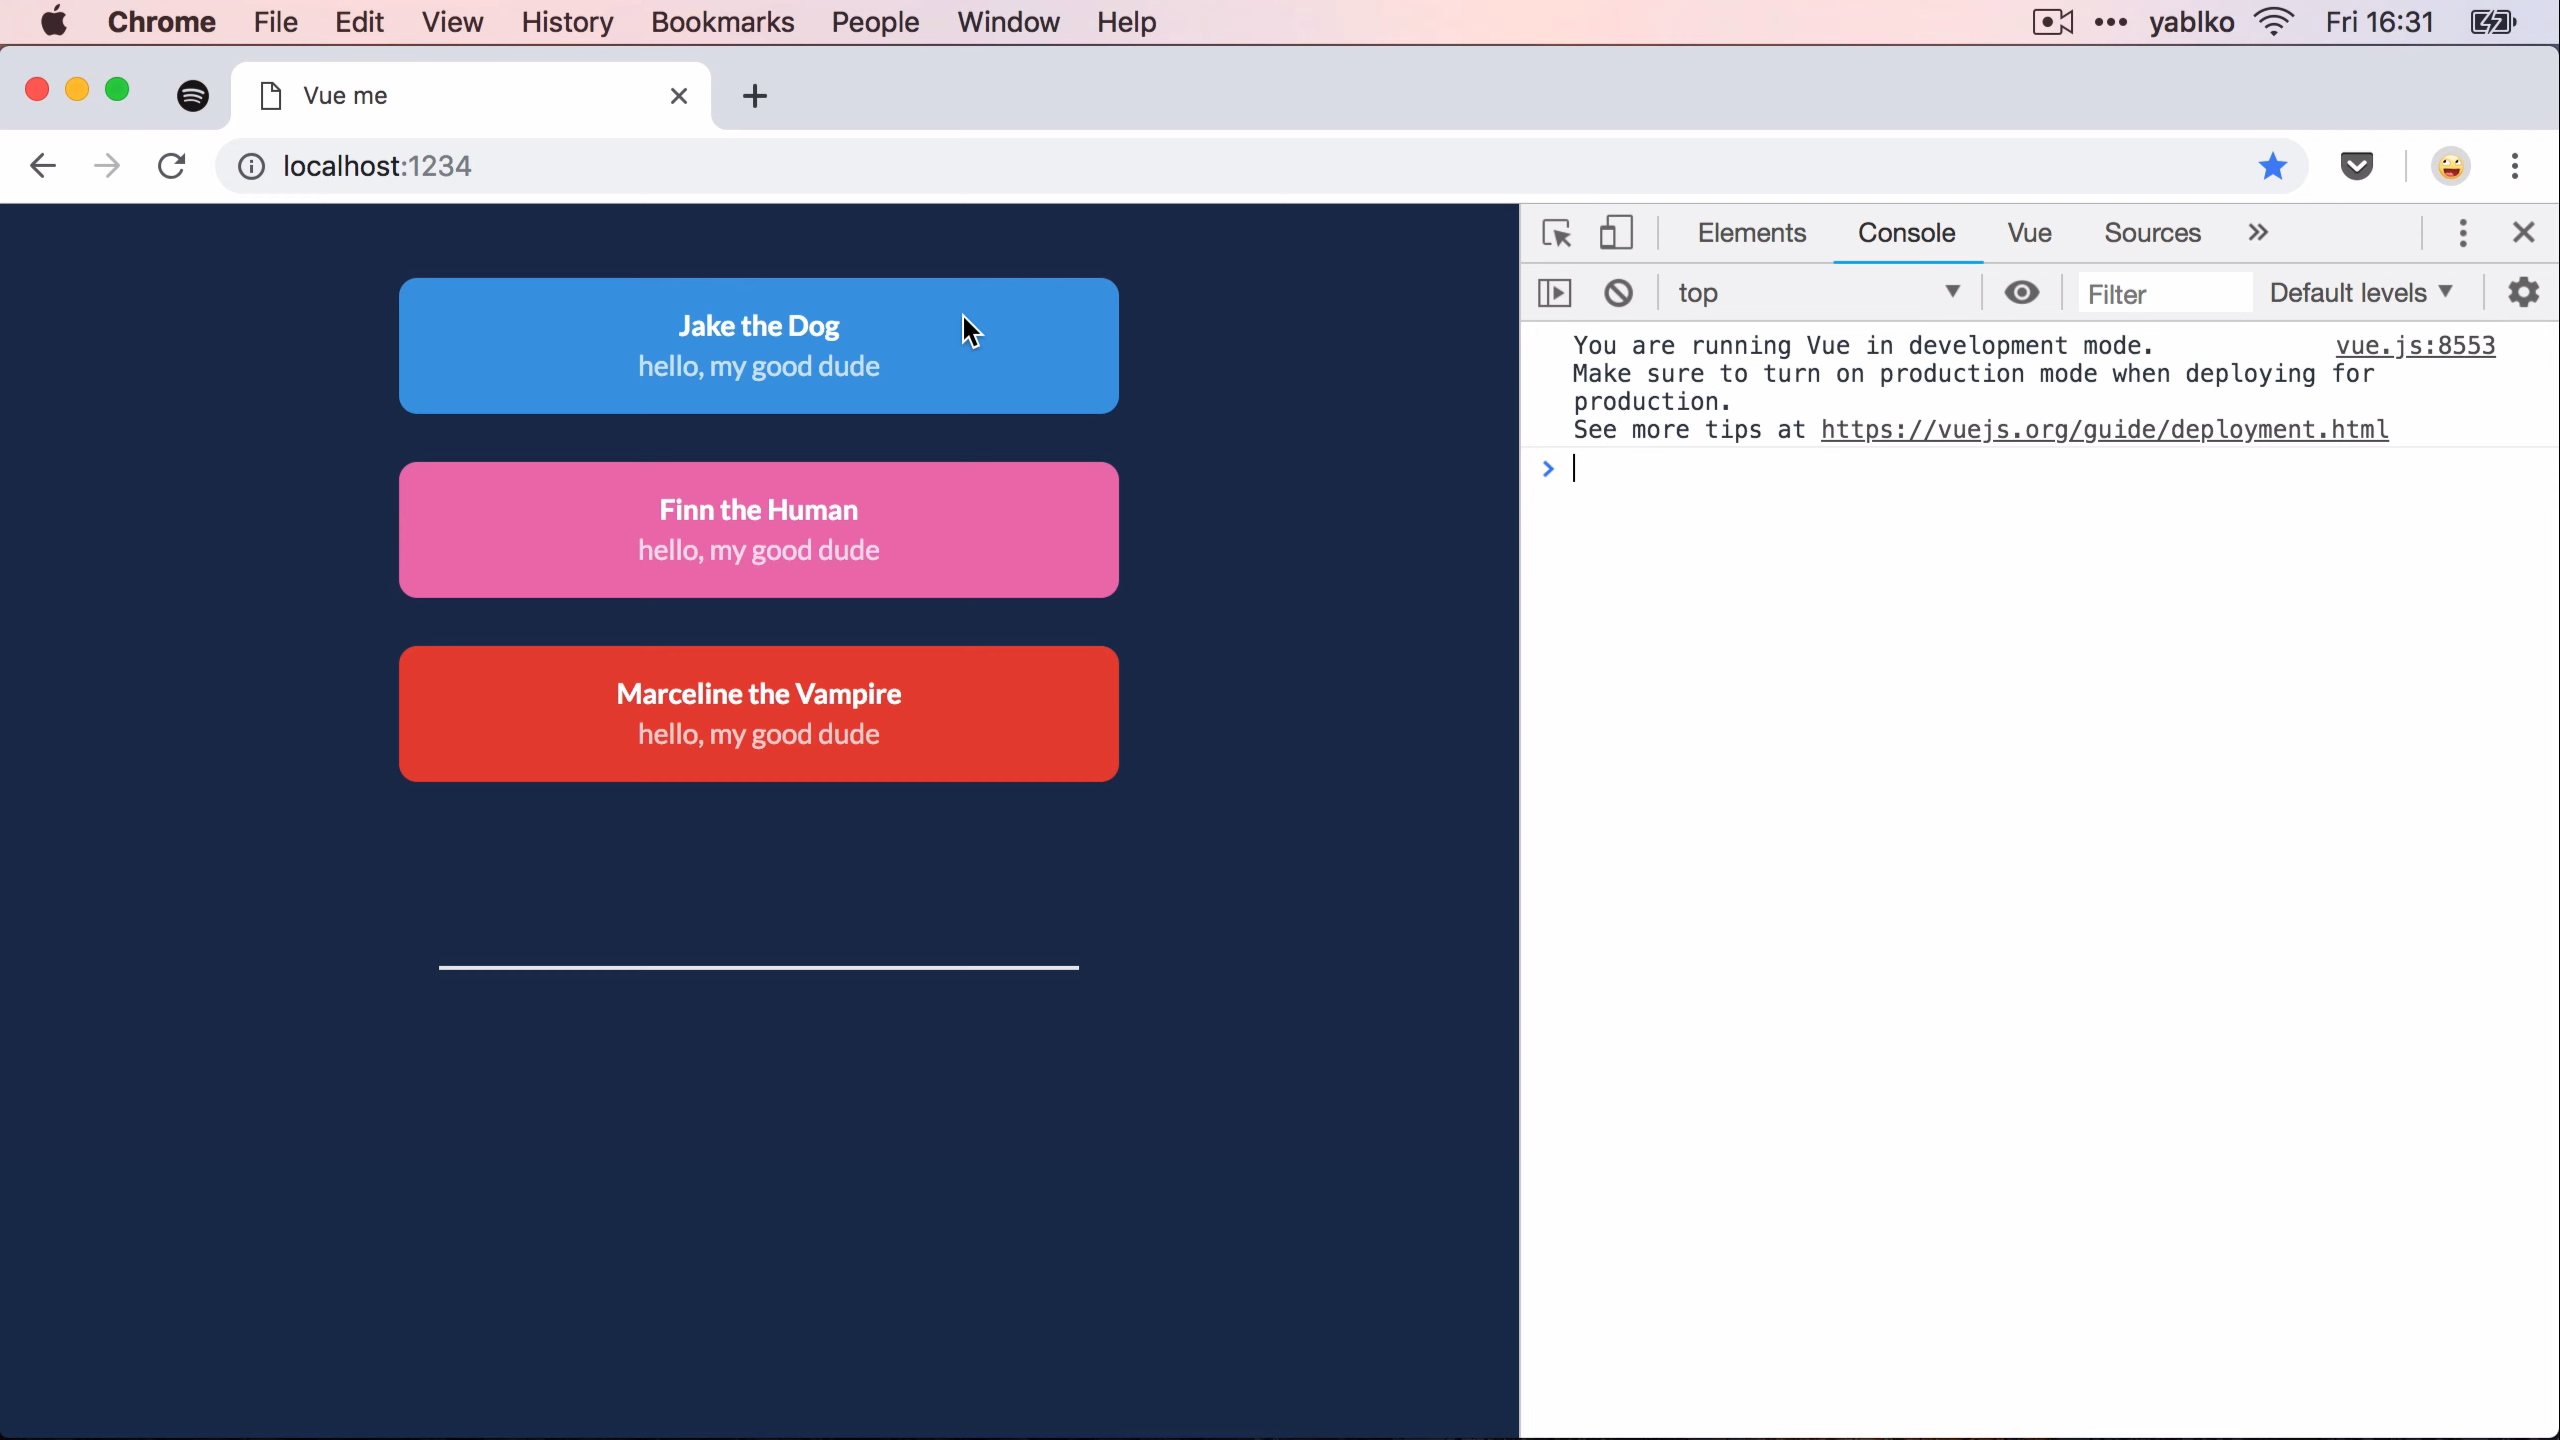 Chrome File Edit View History Bookmarks People Window Help yablko Fri 16:31
Vue me
localhost:1234
Elements Console Vue Sources
top Filter Default levels
Jake the Dog
hello, my good dude
Finn the Human
hello, my good dude
Marceline the Vampire
hello, my good dude
You are running Vue in development mode. vue.js:8553
Make sure to turn on production mode when deploying for
production.
See more tips at https://vuejs.org/guide/deployment.html